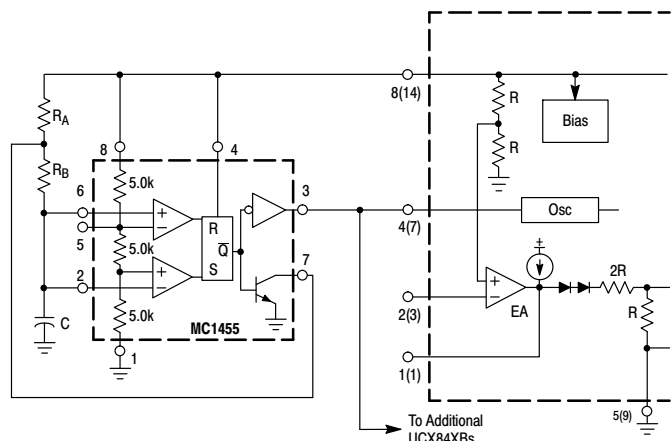 8(14)
R
Bias
R
R_A
R_B
8
4
6
5.0k
3
5
R
Q̅
5.0k
S
4(7)
Osc
2
7
5.0k
+
−
+
−
+
−
EA
2R
R
MC1455
C
1
2(3)
1(1)
5(9)
To Additional
UCX84XBs